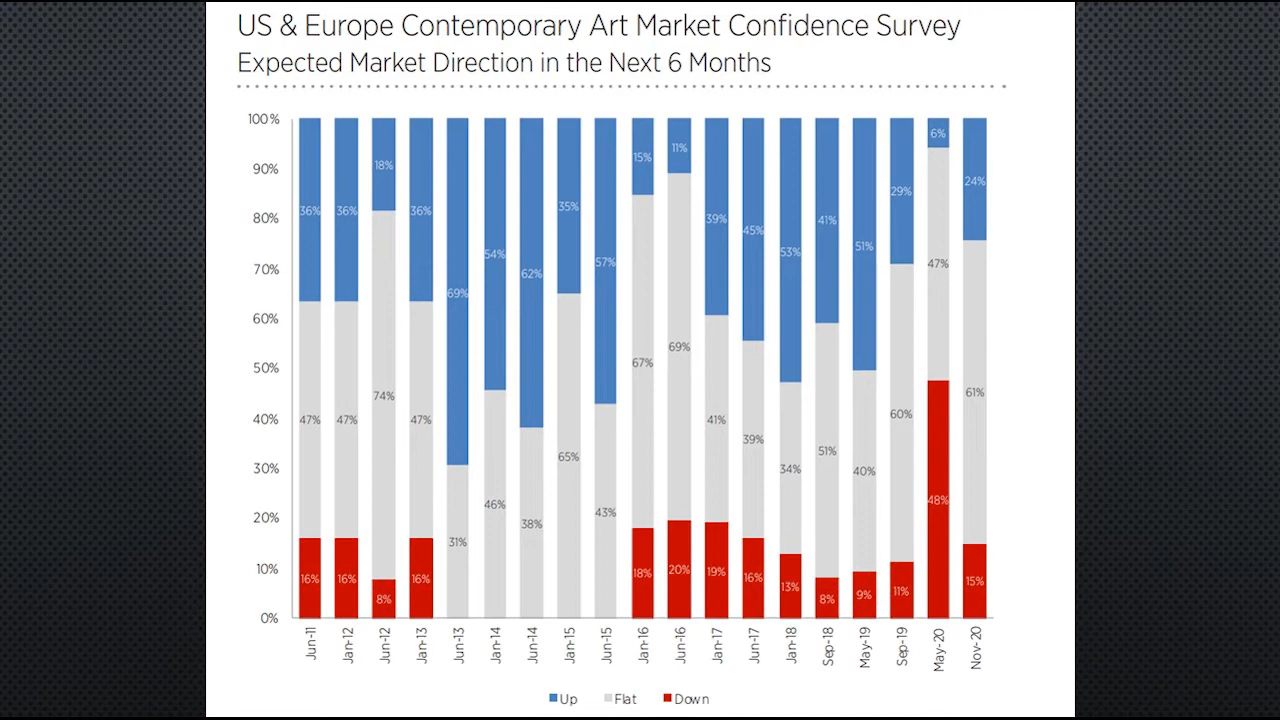 US & Europe Contemporary Art Market Confidence Survey
Expected Market Direction in the Next 6 Months
100%
90%
80%
70%
60%
50%
40%
30%
20%
10%
0%
36% 36% 18% 36% 69% 54% 62% 35% 57% 15% 11% 39% 45% 53% 41% 51% 29% 6% 24%
47% 47% 74% 47% 31% 46% 38% 65% 43% 67% 69% 41% 39% 34% 51% 40% 60% 47% 61%
16% 16% 8% 16% 18% 20% 19% 16% 13% 8% 9% 11% 48% 15%
Jun-11 Jan-12 Jun-12 Jan-13 Jun-13 Jan-14 Jun-14 Jan-15 Jun-15 Jan-16 Jun-16 Jan-17 Jun-17 Jan-18 Sep-18 May-19 Sep-19 May-20 Nov-20
Up Flat Down